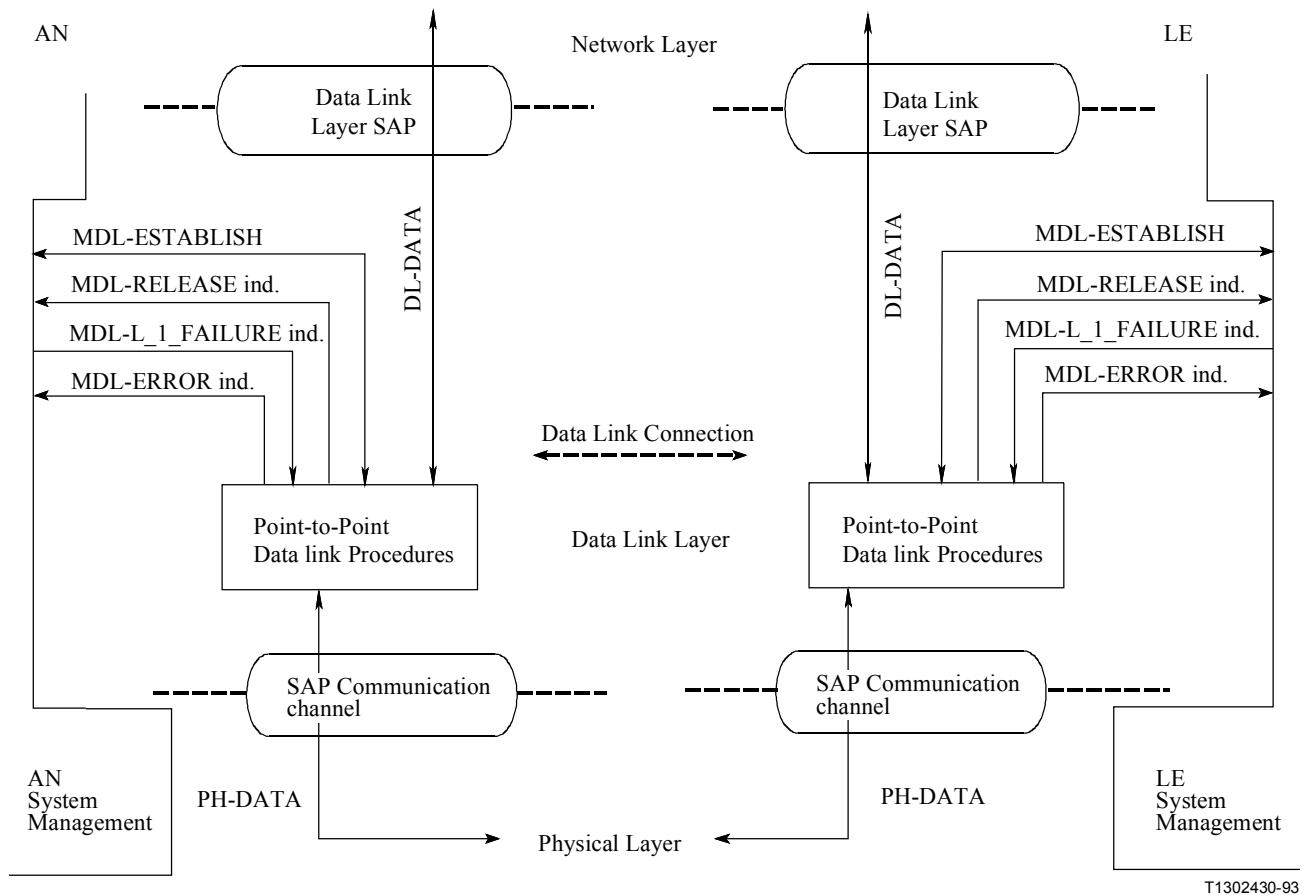 AN
Network Layer
LE
Data Link
Layer SAP
Data Link
Layer SAP
DL-DATA
DL-DATA
MDL-ESTABLISH
MDL-RELEASE ind.
MDL-L_1_FAILURE ind.
MDL-ERROR ind.
MDL-ESTABLISH
MDL-RELEASE ind.
MDL-L_1_FAILURE ind.
MDL-ERROR ind.
Data Link Connection
Point-to-Point
Data link Procedures
Data Link Layer
Point-to-Point
Data link Procedures
SAP Communication
channel
SAP Communication
channel
AN
System
Management
PH-DATA
Physical Layer
PH-DATA
LE
System
Management
T1302430-93